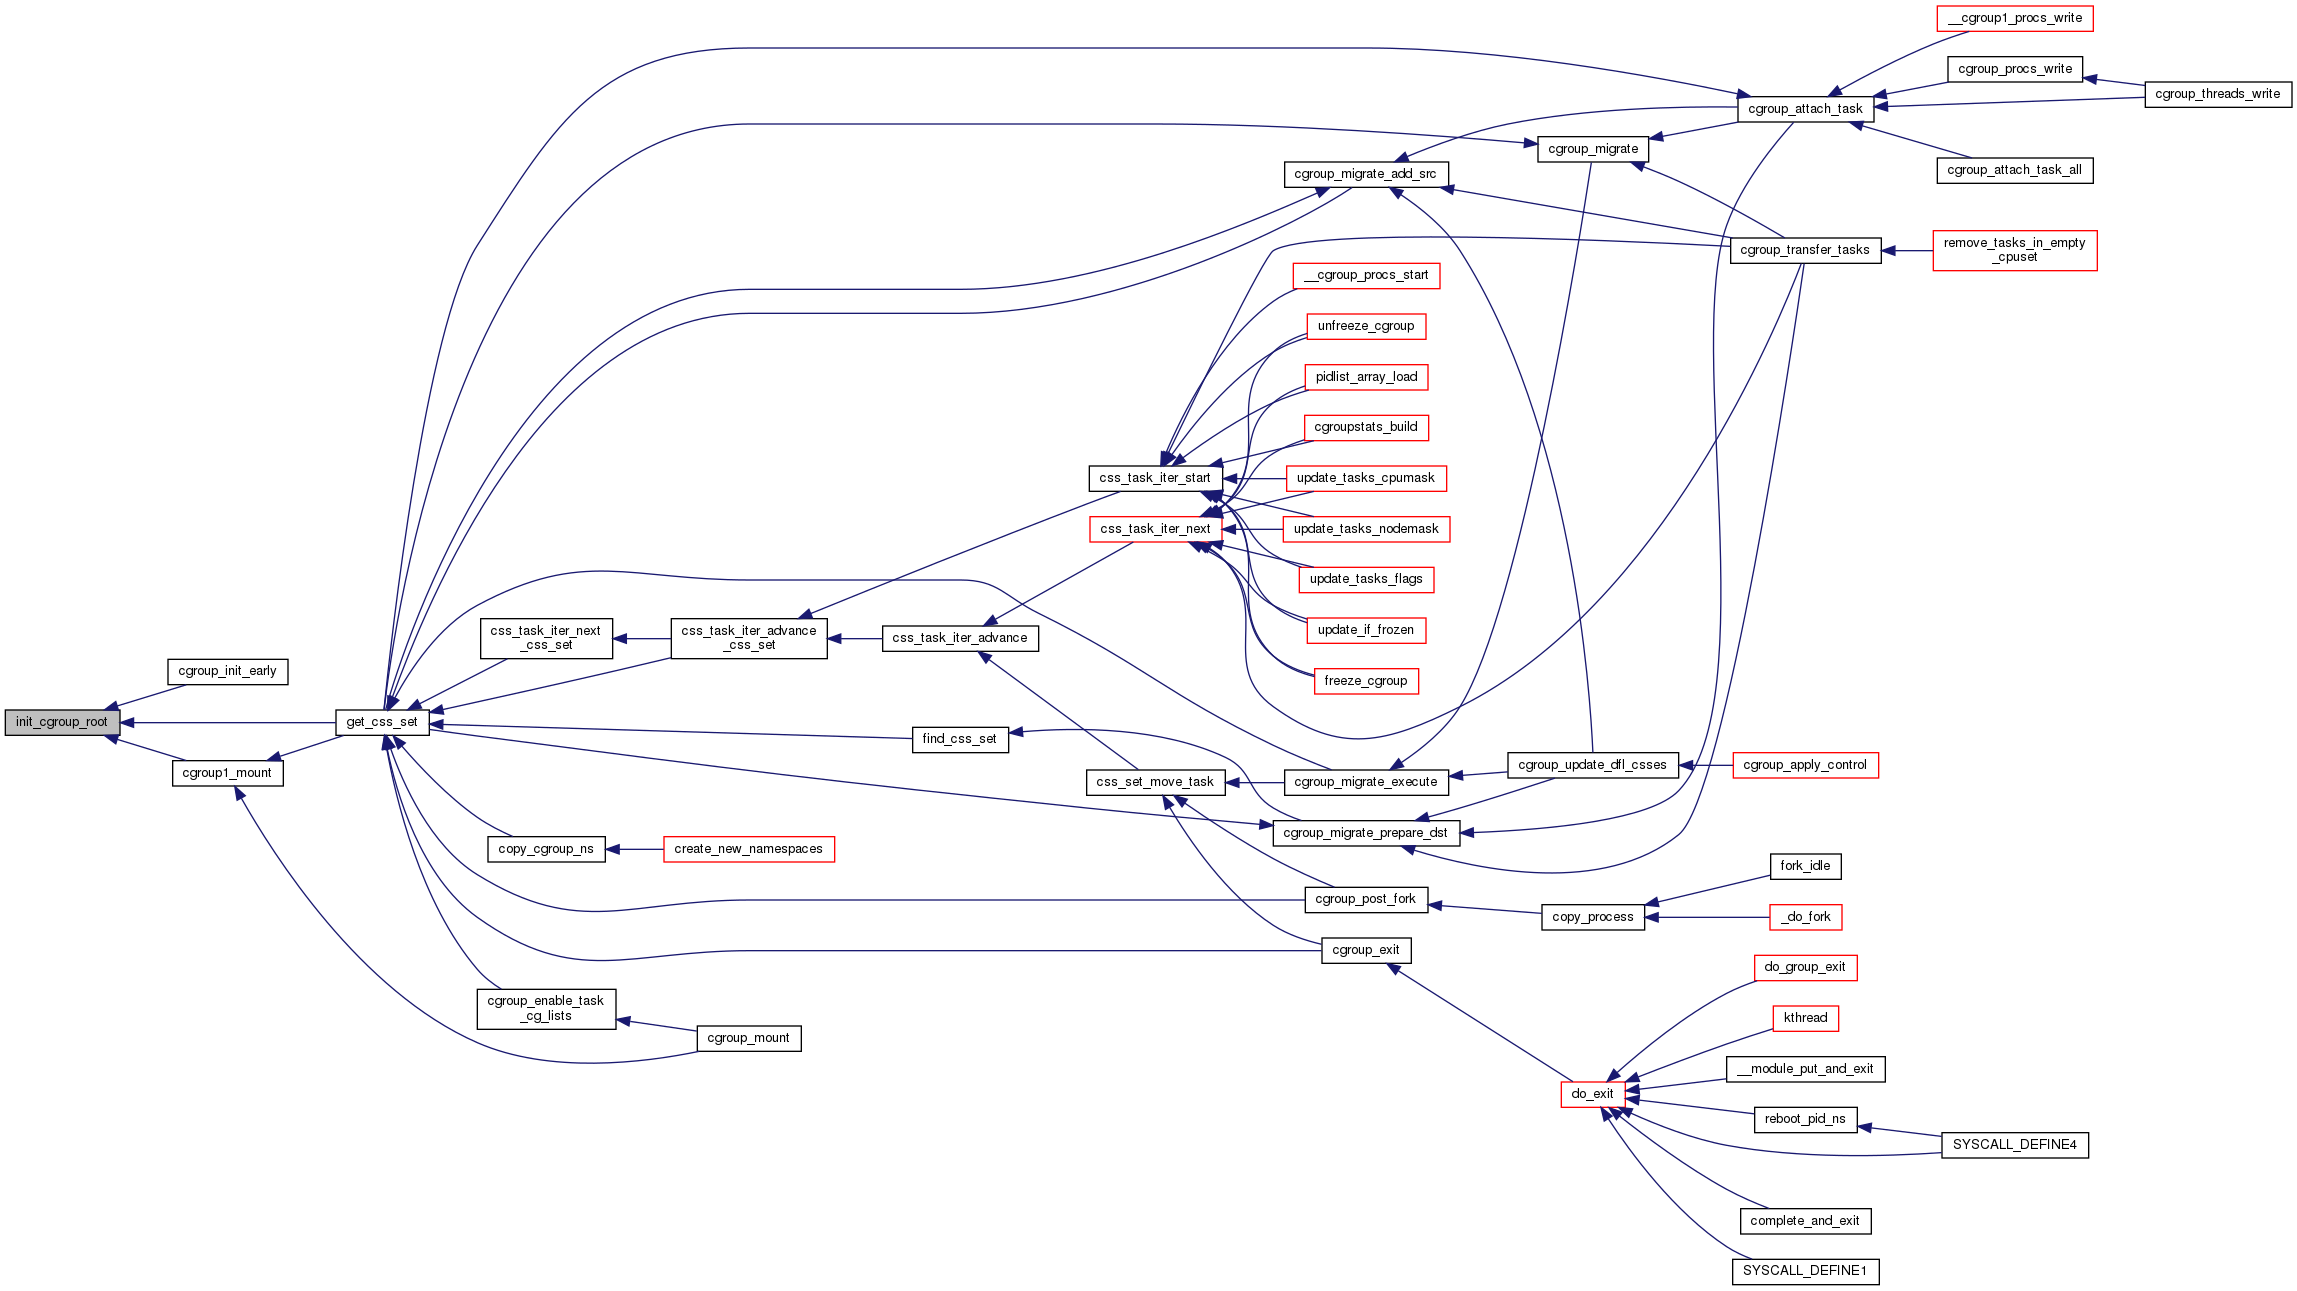 __cgroup1_procs_write
cgroup_procs_write
cgroup_threads_write
cgroup_attach_task
cgroup_migrate
cgroup_attach_task_all
cgroup_migrate_add_src
cgroup_transfer_tasks
remove_tasks_in_empty
_cpuset
__cgroup_procs_start
unfreeze_cgroup
pidlist_array_load
cgroupstats_build
css_task_iter_start
update_tasks_cpumask
css_task_iter_next
update_tasks_nodemask
update_tasks_flags
css_task_iter_next
_css_set
css_task_iter_advance
_css_set
css_task_iter_advance
update_if_frozen
freeze_cgroup
cgroup_init_early
init_cgroup_root
get_css_set
find_css_set
cgroup1_mount
css_set_move_task
cgroup_migrate_execute
cgroup_update_dfl_csses
cgroup_apply_control
cgroup_migrate_prepare_dst
copy_cgroup_ns
create_new_namespaces
fork_idle
cgroup_post_fork
copy_process
_do_fork
cgroup_exit
do_group_exit
cgroup_enable_task
_cg_lists
kthread
cgroup_mount
__module_put_and_exit
do_exit
reboot_pid_ns
SYSCALL_DEFINE4
complete_and_exit
SYSCALL_DEFINE1